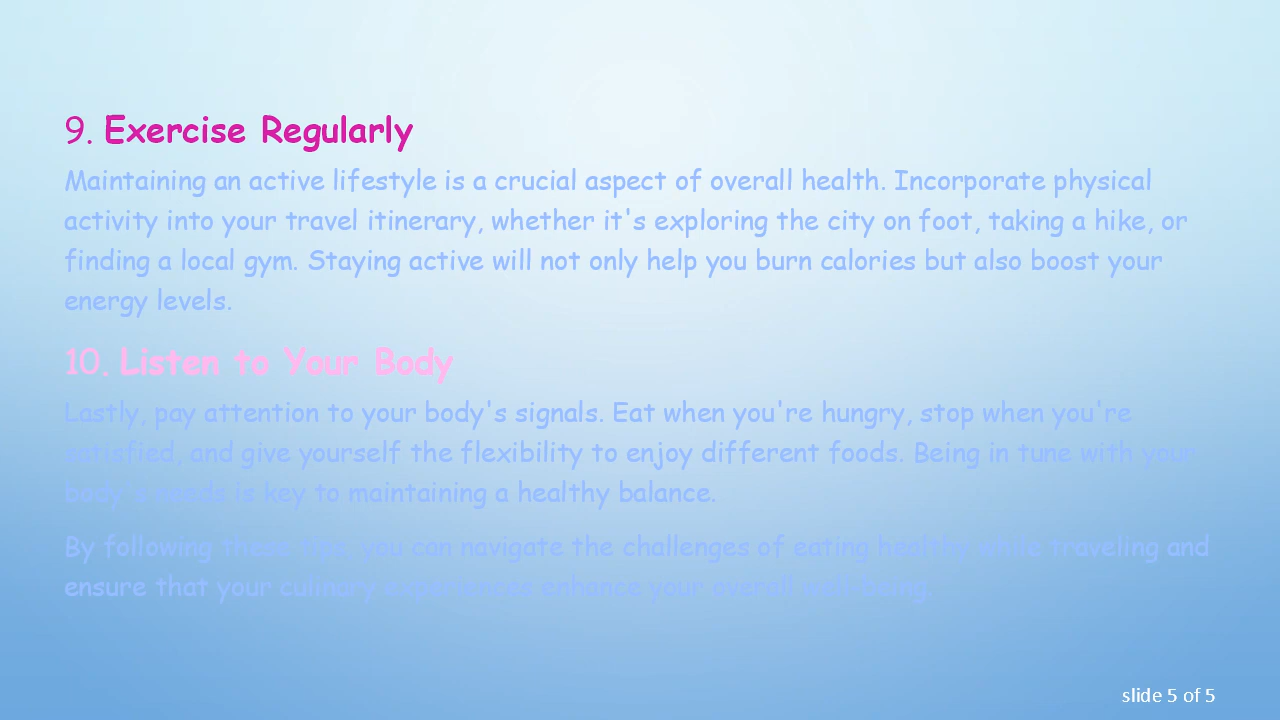 9. Exercise Regularly
Maintaining an active lifestyle is a crucial aspect of overall health. Incorporate physical
activity into your travel itinerary, whether it's exploring the city on foot, taking a hike, or
finding a local gym. Staying active will not only help you burn calories but also boost your
energy levels.
10. Listen to Your Body
Lastly, pay attention to your body's signals. Eat when you're hungry, stop when you're
satisfied, and give yourself the flexibility to enjoy different foods. Being in tune with your
body's needs is key to maintaining a healthy balance.
By following these tips, you can navigate the challenges of eating healthy while traveling and
ensure that your culinary experiences enhance your overall well-being.
slide 5 of 5